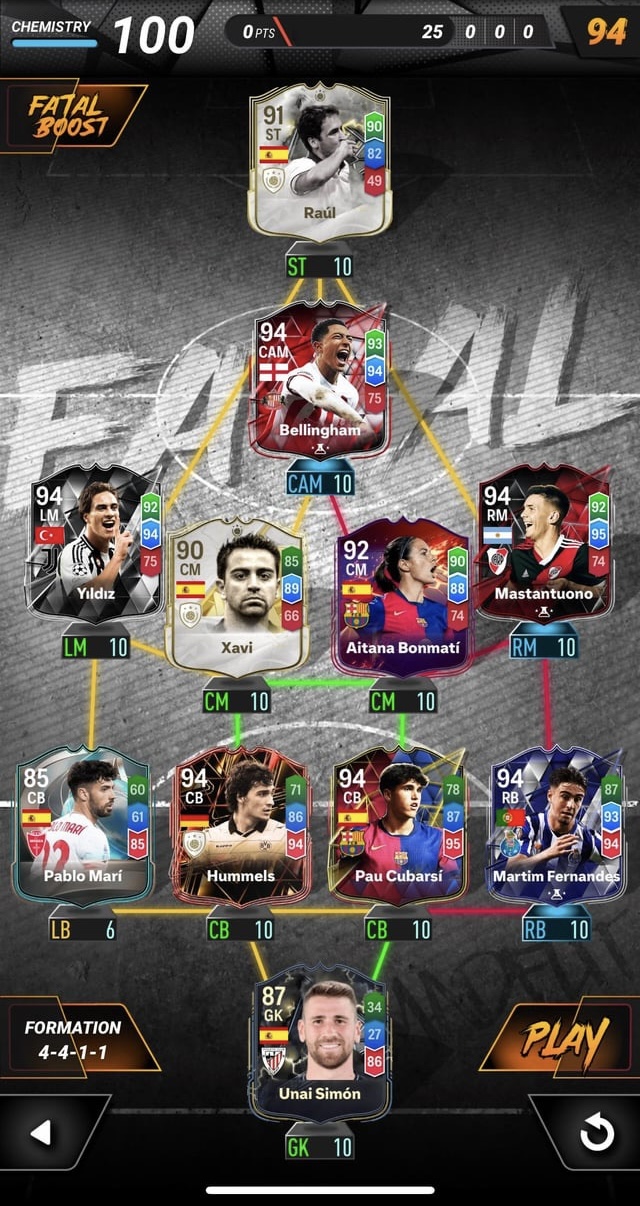 CHEMISTRY 100 0 PTS 25 0 0 0 94
FATAL
BOOST
91
ST
90
82
49
Raúl
ST 10
FATAL
94
CAM
93
94
75
Bellingham
CAM 10
94
LM
92
94
75
Yıldız
LM 10
94
RM
92
95
74
Mastantuono
RM 10
90
CM
85
89
66
Xavi
CM 10
92
CM
90
88
74
Aitana Bonmatí
CM 10
85
CB
60
61
85
Pablo Marí
LB 6
94
CB
71
86
94
Hummels
CB 10
94
CB
78
87
95
Pau Cubarsí
CB 10
94
RB
87
93
94
Martim Fernandes
RB 10
87
GK
34
27
86
Unai Simón
GK 10
FORMATION
4-4-1-1
PLAY